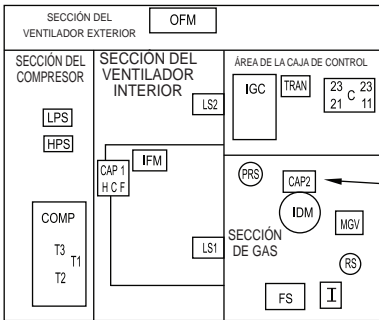 SECCIÓN DEL
VENTILADOR EXTERIOR
OFM
SECCIÓN DEL
COMPRESOR
LPS
HPS
COMP
T3
T1
T2
SECCIÓN DEL
VENTILADOR
INTERIOR
LS2
IFM
CAP 1
H C F
LS1
ÁREA DE LA CAJA DE CONTROL
IGC
TRAN
23 23
C
21 11
PRS
CAP2
IDM
MGV
SECCIÓN
DE GAS
RS
FS
I